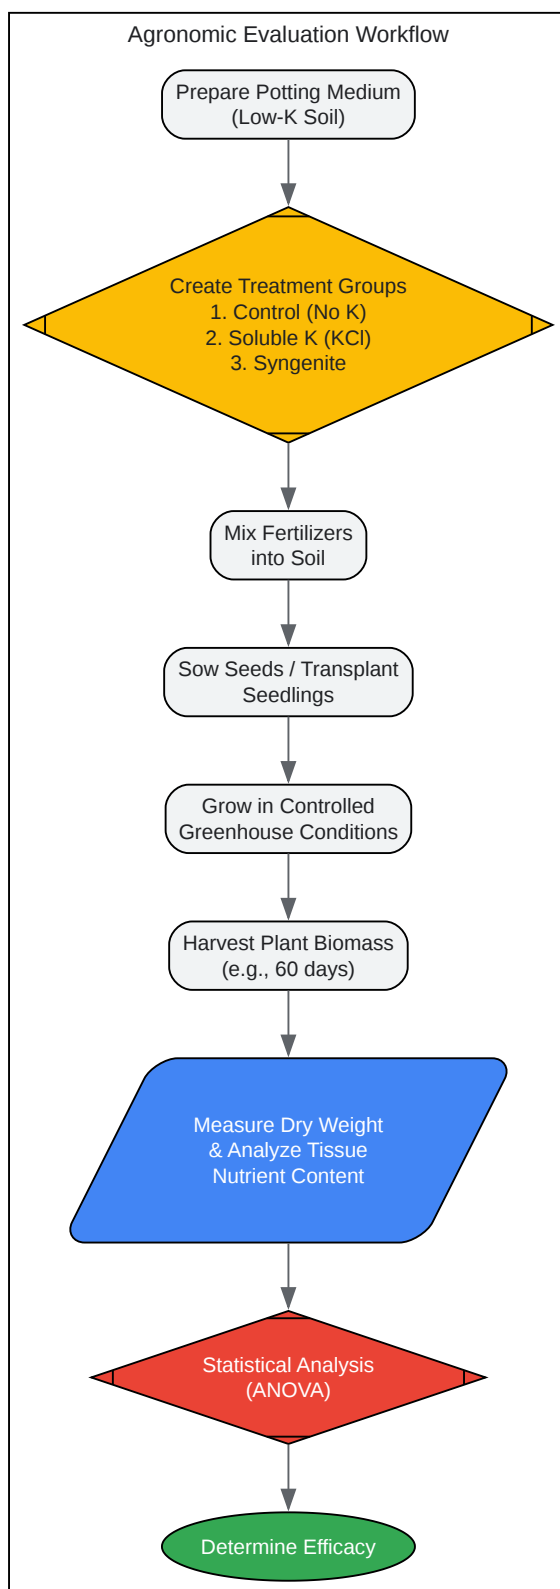 Agronomic Evaluation Workflow
Prepare Potting Medium
(Low-K Soil)
Create Treatment Groups
1. Control (No K)
2. Soluble K (KCl)
3. Syngenite
Mix Fertilizers
into Soil
Sow Seeds / Transplant
Seedlings
Grow in Controlled
Greenhouse Conditions
Harvest Plant Biomass
(e.g., 60 days)
Measure Dry Weight
& Analyze Tissue
Nutrient Content
Statistical Analysis
(ANOVA)
Determine Efficacy